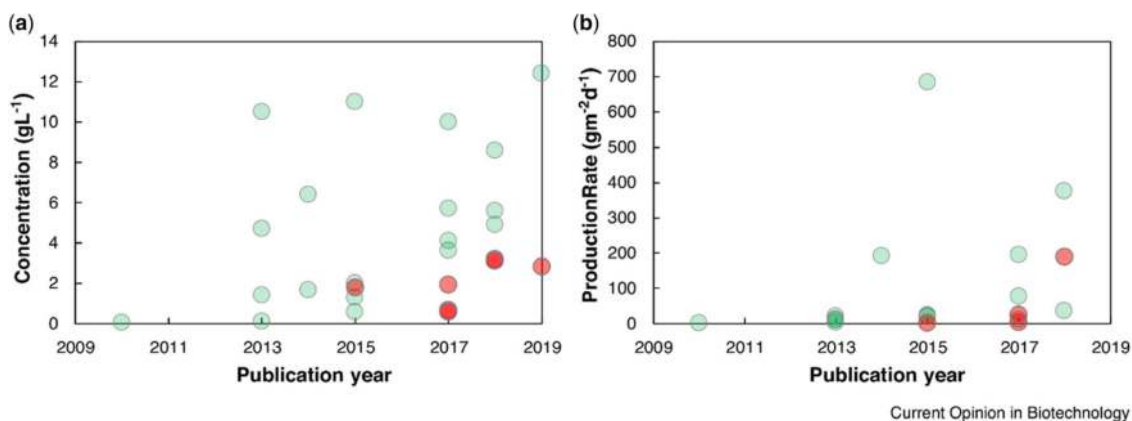 (a)
14
12
10
8
6
4
2
0
Concentration (gL-1)
2009 2011 2013 2015 2017 2019
Publication year
(b)
800
700
600
500
400
300
200
100
0
ProductionRate (gm-2d-1)
2009 2011 2013 2015 2017 2019
Publication year
Current Opinion in Biotechnology